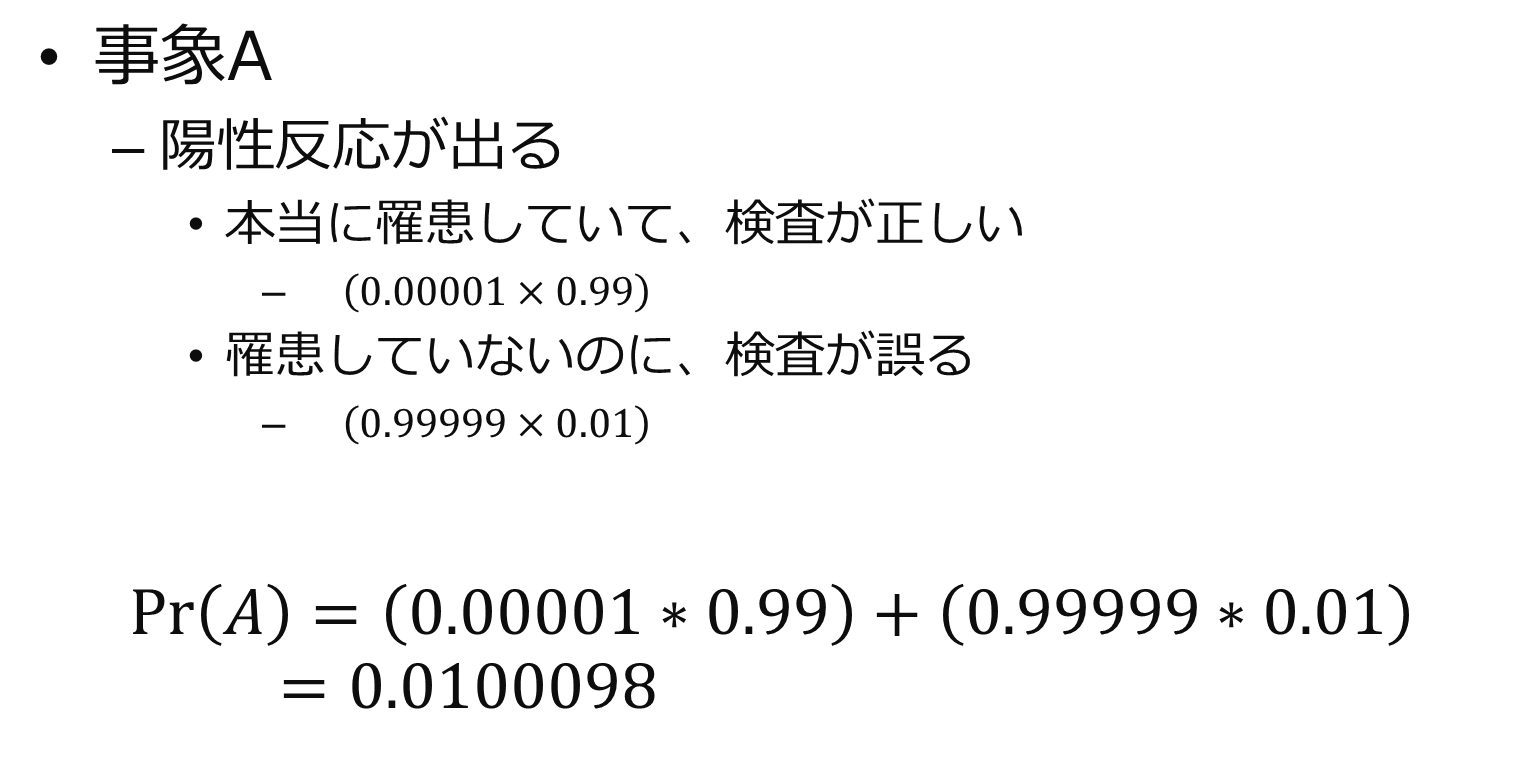 • 事象A
– 陽性反応が出る
• 本当に罹患していて、検査が正しい
– (0.00001 × 0.99)
• 罹患していないのに、検査が誤る
– (0.99999 × 0.01)
Pr(A) = (0.00001 ∗ 0.99) + (0.99999 ∗ 0.01)
= 0.0100098